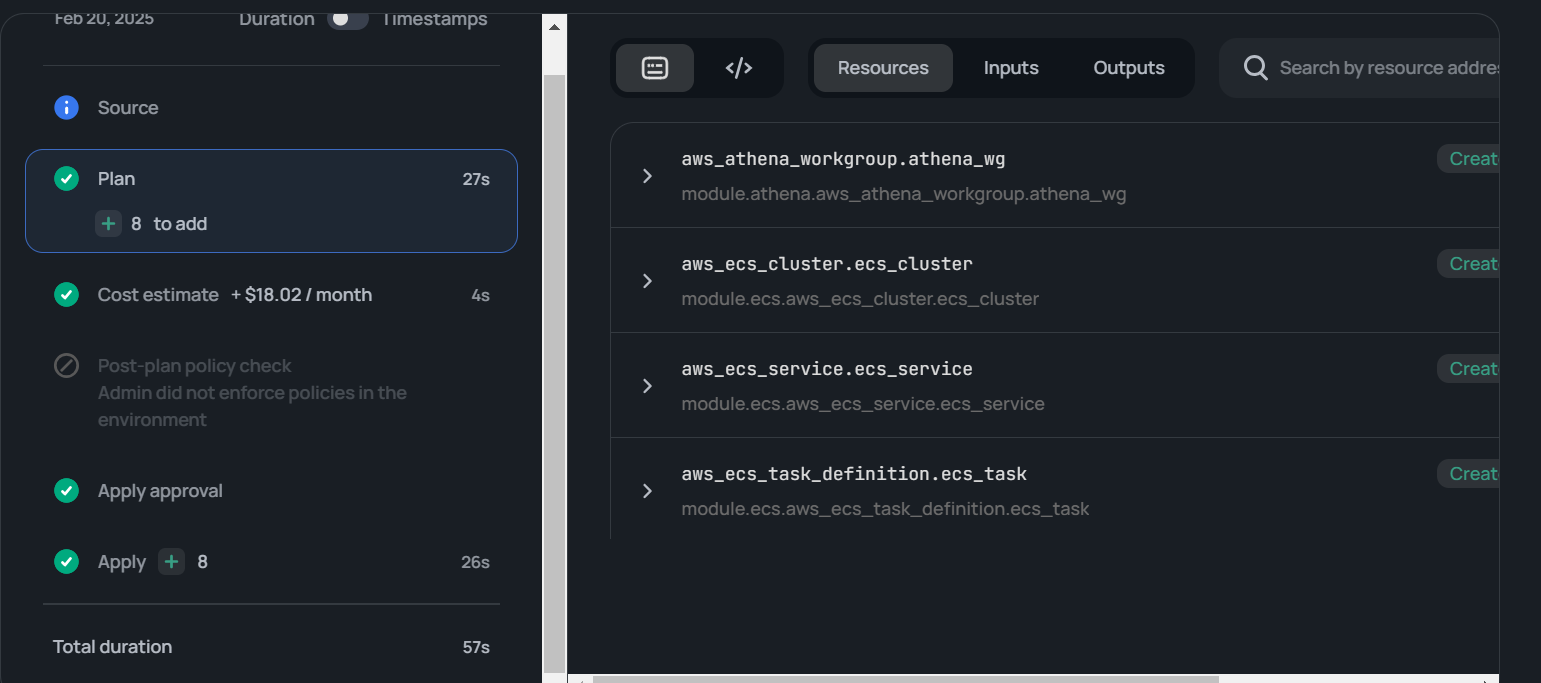 Feb 20, 2025
Duration Timestamps
Source
Plan 27s
+ 8 to add
Cost estimate + $18.02 / month 4s
Post-plan policy check
Admin did not enforce policies in the
environment
Apply approval
Apply + 8 26s
Total duration 57s
</> Resources Inputs Outputs Search by resource addres
aws_athena_workgroup.athena_wg Creat
module.athena.aws_athena_workgroup.athena_wg
aws_ecs_cluster.ecs_cluster Creat
module.ecs.aws_ecs_cluster.ecs_cluster
aws_ecs_service.ecs_service Creat
module.ecs.aws_ecs_service.ecs_service
aws_ecs_task_definition.ecs_task Creat
module.ecs.aws_ecs_task_definition.ecs_task